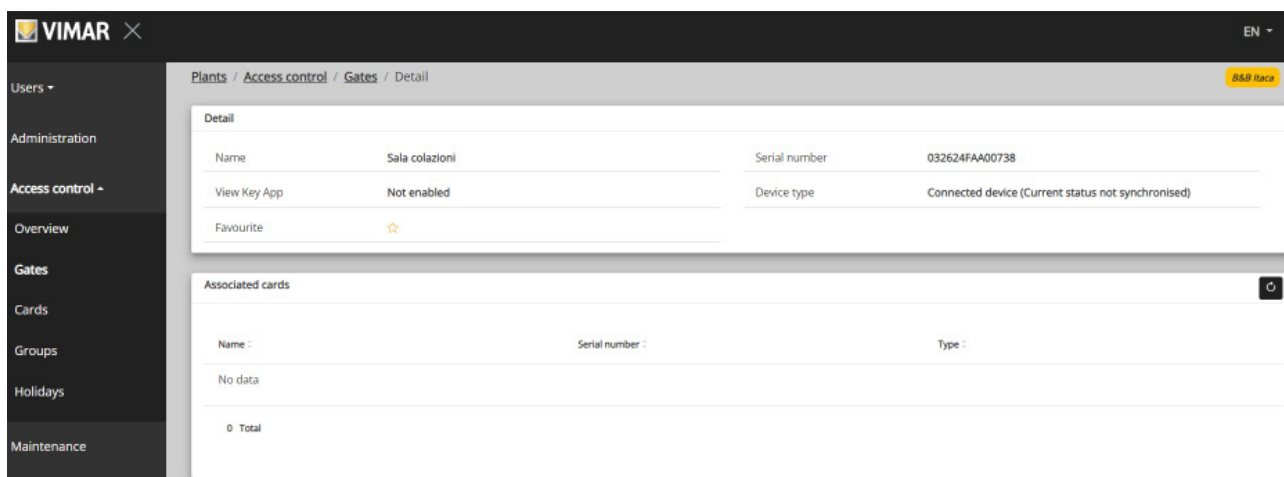 VIMAR
EN
Users
Plants / Access control / Gates / Detail
B&B Itaca
Administration
Access control
Overview
Gates
Cards
Groups
Holidays
Maintenance
Detail
Name Sala colazioni Serial number 032624FAA00738
View Key App Not enabled Device type Connected device (Current status not synchronised)
Favourite
Associated cards
Name Serial number Type
No data
0 Total